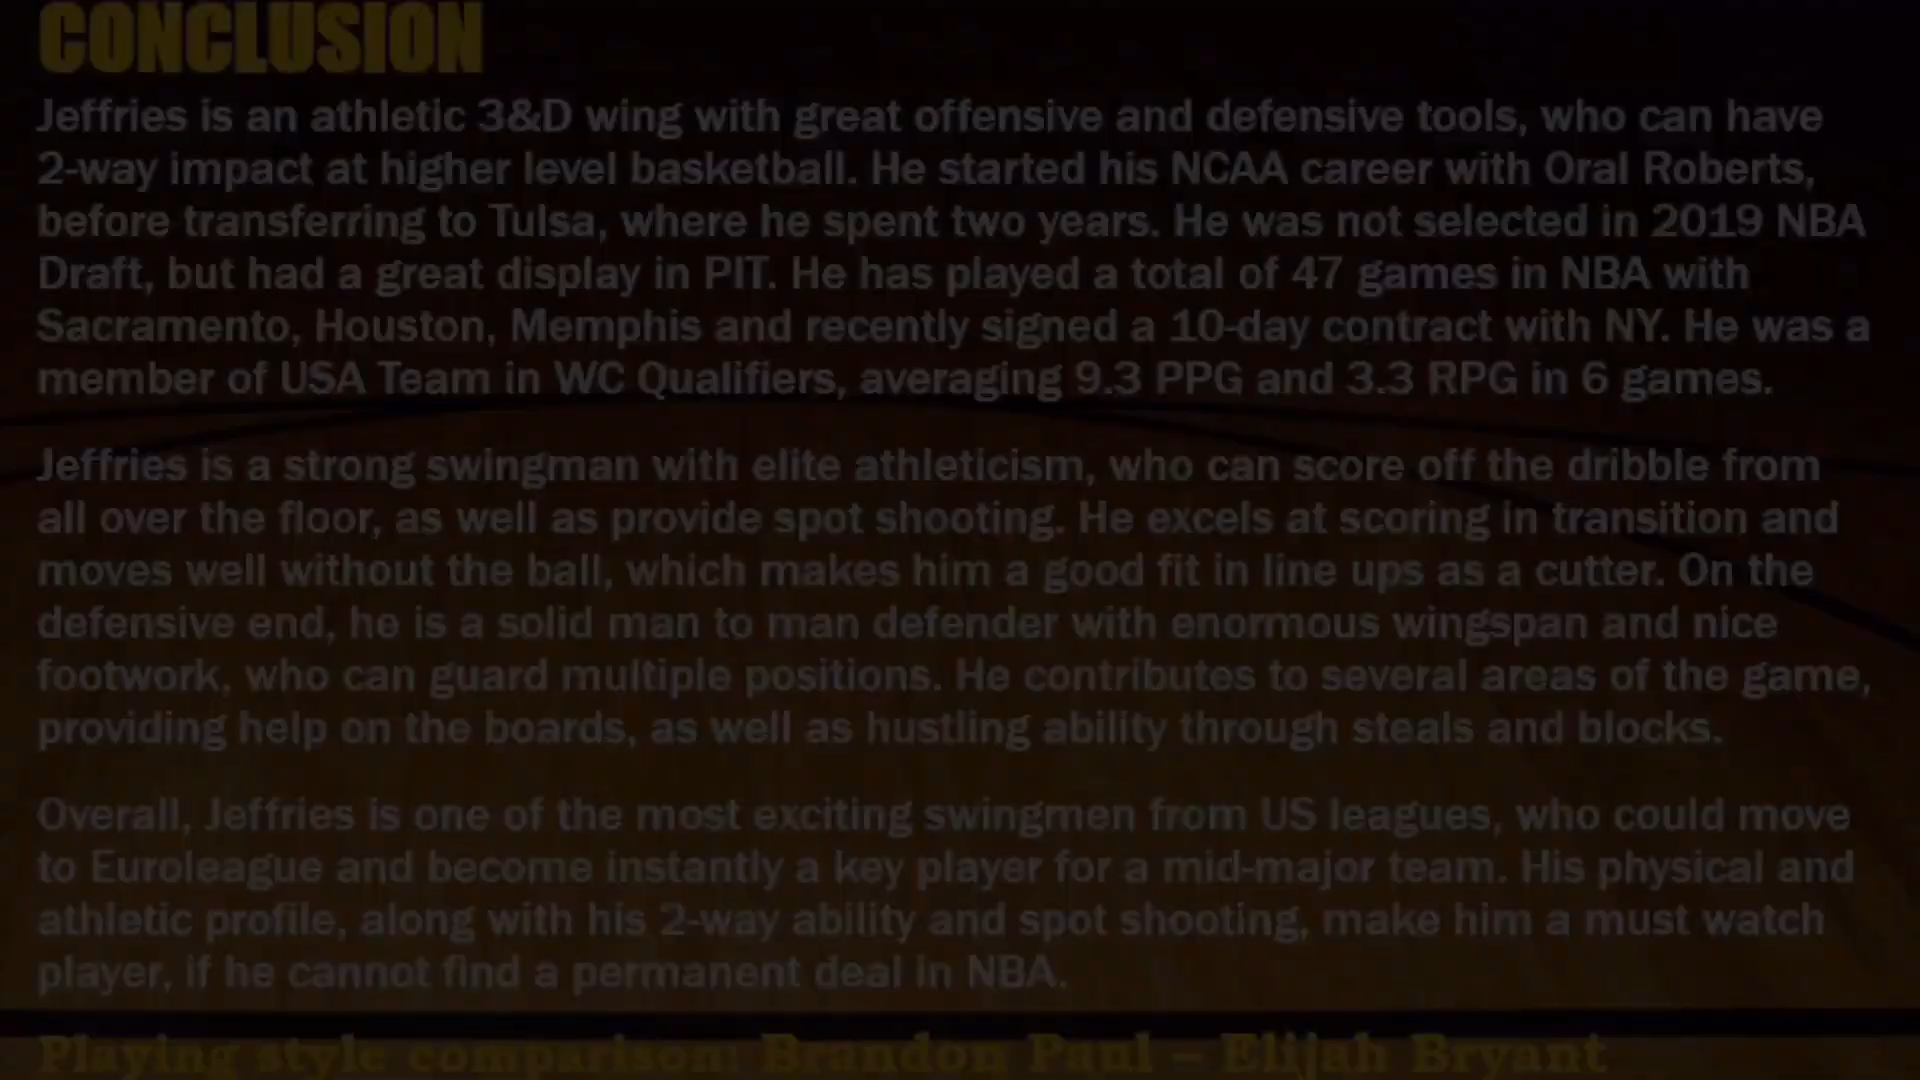 CONCLUSION
Jeffries is an athletic 3&D wing with great offensive and defensive tools, who can have
2-way impact at higher level basketball. He started his NCAA career with Oral Roberts,
before transferring to Tulsa, where he spent two years. He was not selected in 2019 NBA
Draft, but had a great display in PIT. He has played a total of 47 games in NBA with
Sacramento, Houston, Memphis and recently signed a 10-day contract with NY. He was a
member of USA Team in WC Qualifiers, averaging 9.3 PPG and 3.3 RPG in 6 games.
Jeffries is a strong swingman with elite athleticism, who can score off the dribble from
all over the floor, as well as provide spot shooting. He excels at scoring in transition and
moves well without the ball, which makes him a good fit in line ups as a cutter. On the
defensive end, he is a solid man to man defender with enormous wingspan and nice
footwork, who can guard multiple positions. He contributes to several areas of the game,
providing help on the boards, as well as hustling ability through steals and blocks.
Overall, Jeffries is one of the most exciting swingmen from US leagues, who could move
to Euroleague and become instantly a key player for a mid-major team. His physical and
athletic profile, along with his 2-way ability and spot shooting, make him a must watch
player, if he cannot find a permanent deal in NBA.
Playing style comparison: Brandon Paul – Elijah Bryant